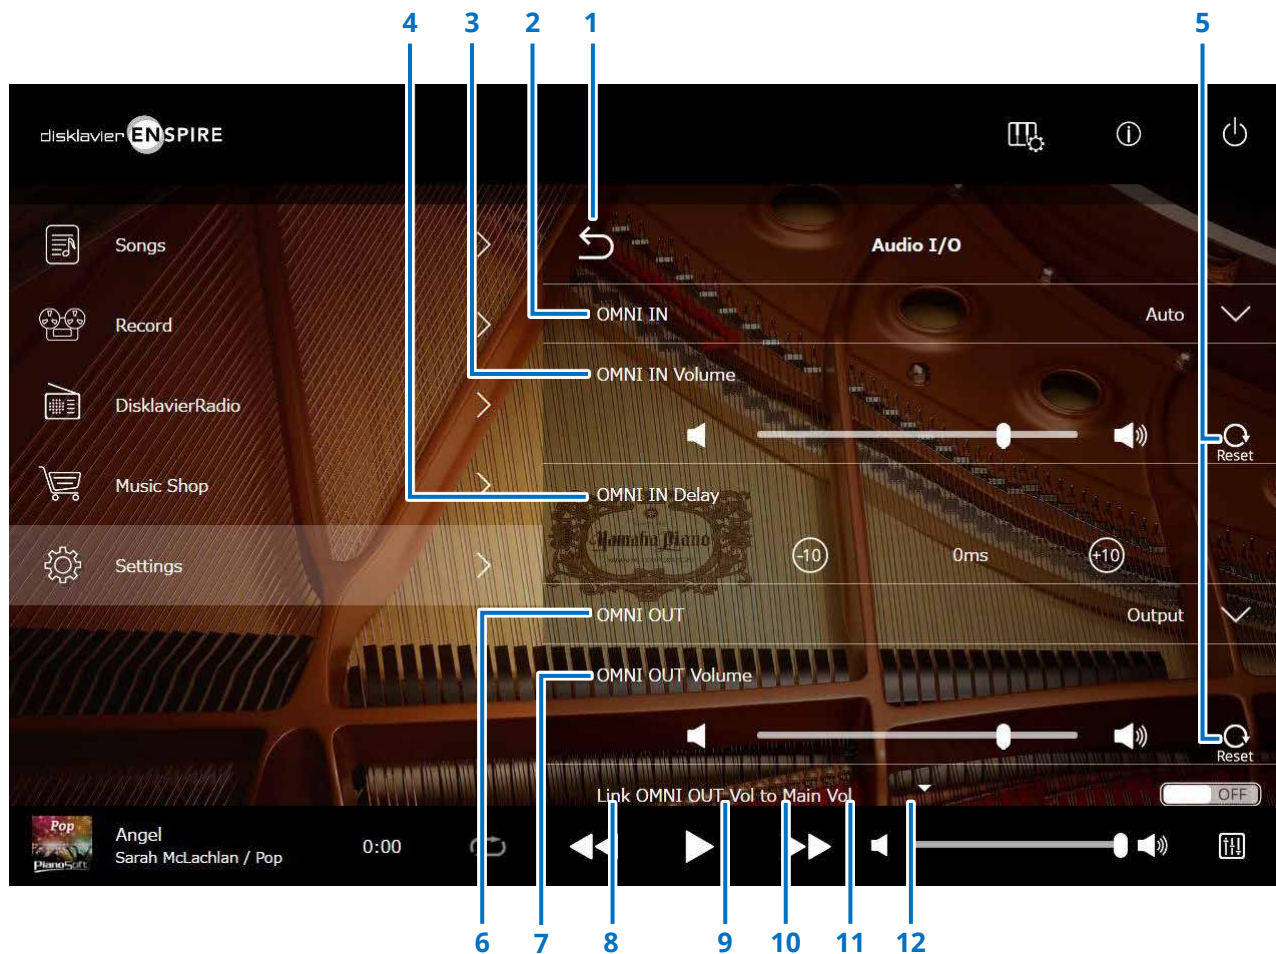 4 3 2 1 5
disklavier ENSPIRE
Songs
Audio I/O
OMNI IN
Auto
Record
OMNI IN Volume
DisklavierRadio
Reset
Music Shop
OMNI IN Delay
Yamaha Piano
-10
0ms
+10
Settings
OMNI OUT
Output
OMNI OUT Volume
Reset
Link OMNI OUT Vol to Main Vol
OFF
Pop
PianoSoft
Angel
Sarah McLachlan / Pop
0:00
6 7 8 9 10 11 12